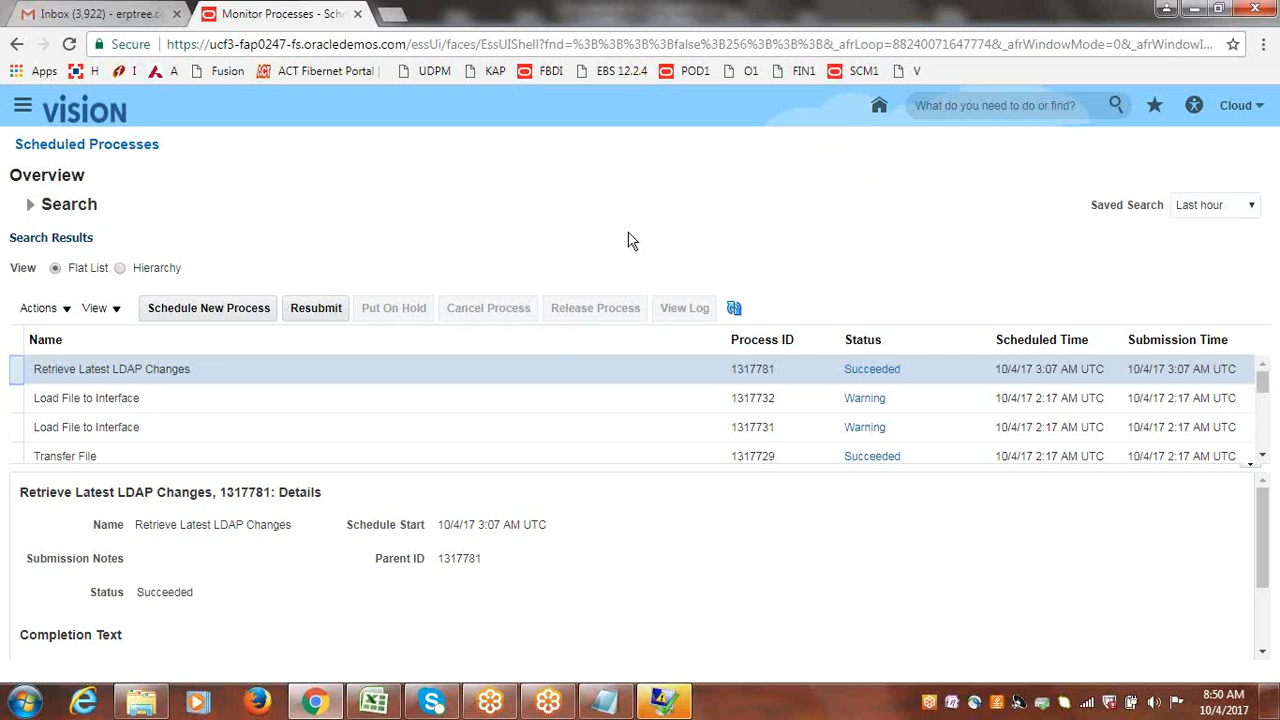 Inbox (3,922) - erptree.c
Monitor Processes - Sch
Secure
https://ucf3-fap0247-fs.oracledemos.com/essUi/faces/EssUIShell?fnd=%3B%3B%3B%3Bfalse%3B256%3B%3B%3B&_afrLoop=88240071647774&_afrWindowMode=0&_afrWindowI...
Apps H I A Fusion ACT Fibernet Portal | UDPM KAP FBDI EBS 12.2.4 POD1 O1 FIN1 SCM1 V
VISION
What do you need to do or find?
Cloud
Scheduled Processes
Overview
Search
Saved Search Last hour
Search Results
View Flat List Hierarchy
Actions View Schedule New Process Resubmit Put On Hold Cancel Process Release Process View Log
Name Process ID Status Scheduled Time Submission Time
Retrieve Latest LDAP Changes 1317781 Succeeded 10/4/17 3:07 AM UTC 10/4/17 3:07 AM UTC
Load File to Interface 1317732 Warning 10/4/17 2:17 AM UTC 10/4/17 2:17 AM UTC
Load File to Interface 1317731 Warning 10/4/17 2:17 AM UTC 10/4/17 2:17 AM UTC
Transfer File 1317729 Succeeded 10/4/17 2:17 AM UTC 10/4/17 2:17 AM UTC
Retrieve Latest LDAP Changes, 1317781: Details
Name Retrieve Latest LDAP Changes Schedule Start 10/4/17 3:07 AM UTC
Submission Notes Parent ID 1317781
Status Succeeded
Completion Text
8:50 AM
10/4/2017